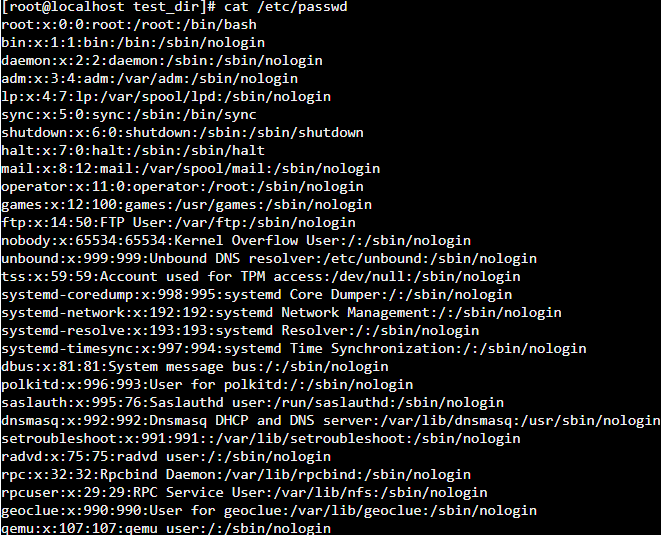 [root@localhost test_dir]# cat /etc/passwd
root:x:0:0:root:/root:/bin/bash
bin:x:1:1:bin:/bin:/sbin/nologin
daemon:x:2:2:daemon:/sbin:/sbin/nologin
adm:x:3:4:adm:/var/adm:/sbin/nologin
lp:x:4:7:lp:/var/spool/lpd:/sbin/nologin
sync:x:5:0:sync:/sbin:/bin/sync
shutdown:x:6:0:shutdown:/sbin:/sbin/shutdown
halt:x:7:0:halt:/sbin:/sbin/halt
mail:x:8:12:mail:/var/spool/mail:/sbin/nologin
operator:x:11:0:operator:/root:/sbin/nologin
games:x:12:100:games:/usr/games:/sbin/nologin
ftp:x:14:50:FTP User:/var/ftp:/sbin/nologin
nobody:x:65534:65534:Kernel Overflow User:/:/sbin/nologin
unbound:x:999:999:Unbound DNS resolver:/etc/unbound:/sbin/nologin
tss:x:59:59:Account used for TPM access:/dev/null:/sbin/nologin
systemd-coredump:x:998:995:systemd Core Dumper:/:/sbin/nologin
systemd-network:x:192:192:systemd Network Management:/:/sbin/nologin
systemd-resolve:x:193:193:systemd Resolver:/:/sbin/nologin
systemd-timesync:x:997:994:systemd Time Synchronization:/:/sbin/nologin
dbus:x:81:81:System message bus:/:/sbin/nologin
polkitd:x:996:993:User for polkitd:/:/sbin/nologin
saslauth:x:995:76:Saslauthd user:/run/saslauthd:/sbin/nologin
dnsmasq:x:992:992:Dnsmasq DHCP and DNS server:/var/lib/dnsmasq:/usr/sbin/nologin
setroubleshoot:x:991:991::/var/lib/setroubleshoot:/sbin/nologin
radvd:x:75:75:radvd user:/:/sbin/nologin
rpc:x:32:32:Rpcbind Daemon:/var/lib/rpcbind:/sbin/nologin
rpcuser:x:29:29:RPC Service User:/var/lib/nfs:/sbin/nologin
geoclue:x:990:990:User for geoclue:/var/lib/geoclue:/sbin/nologin
qemu:x:107:107:qemu user:/:/sbin/nologin